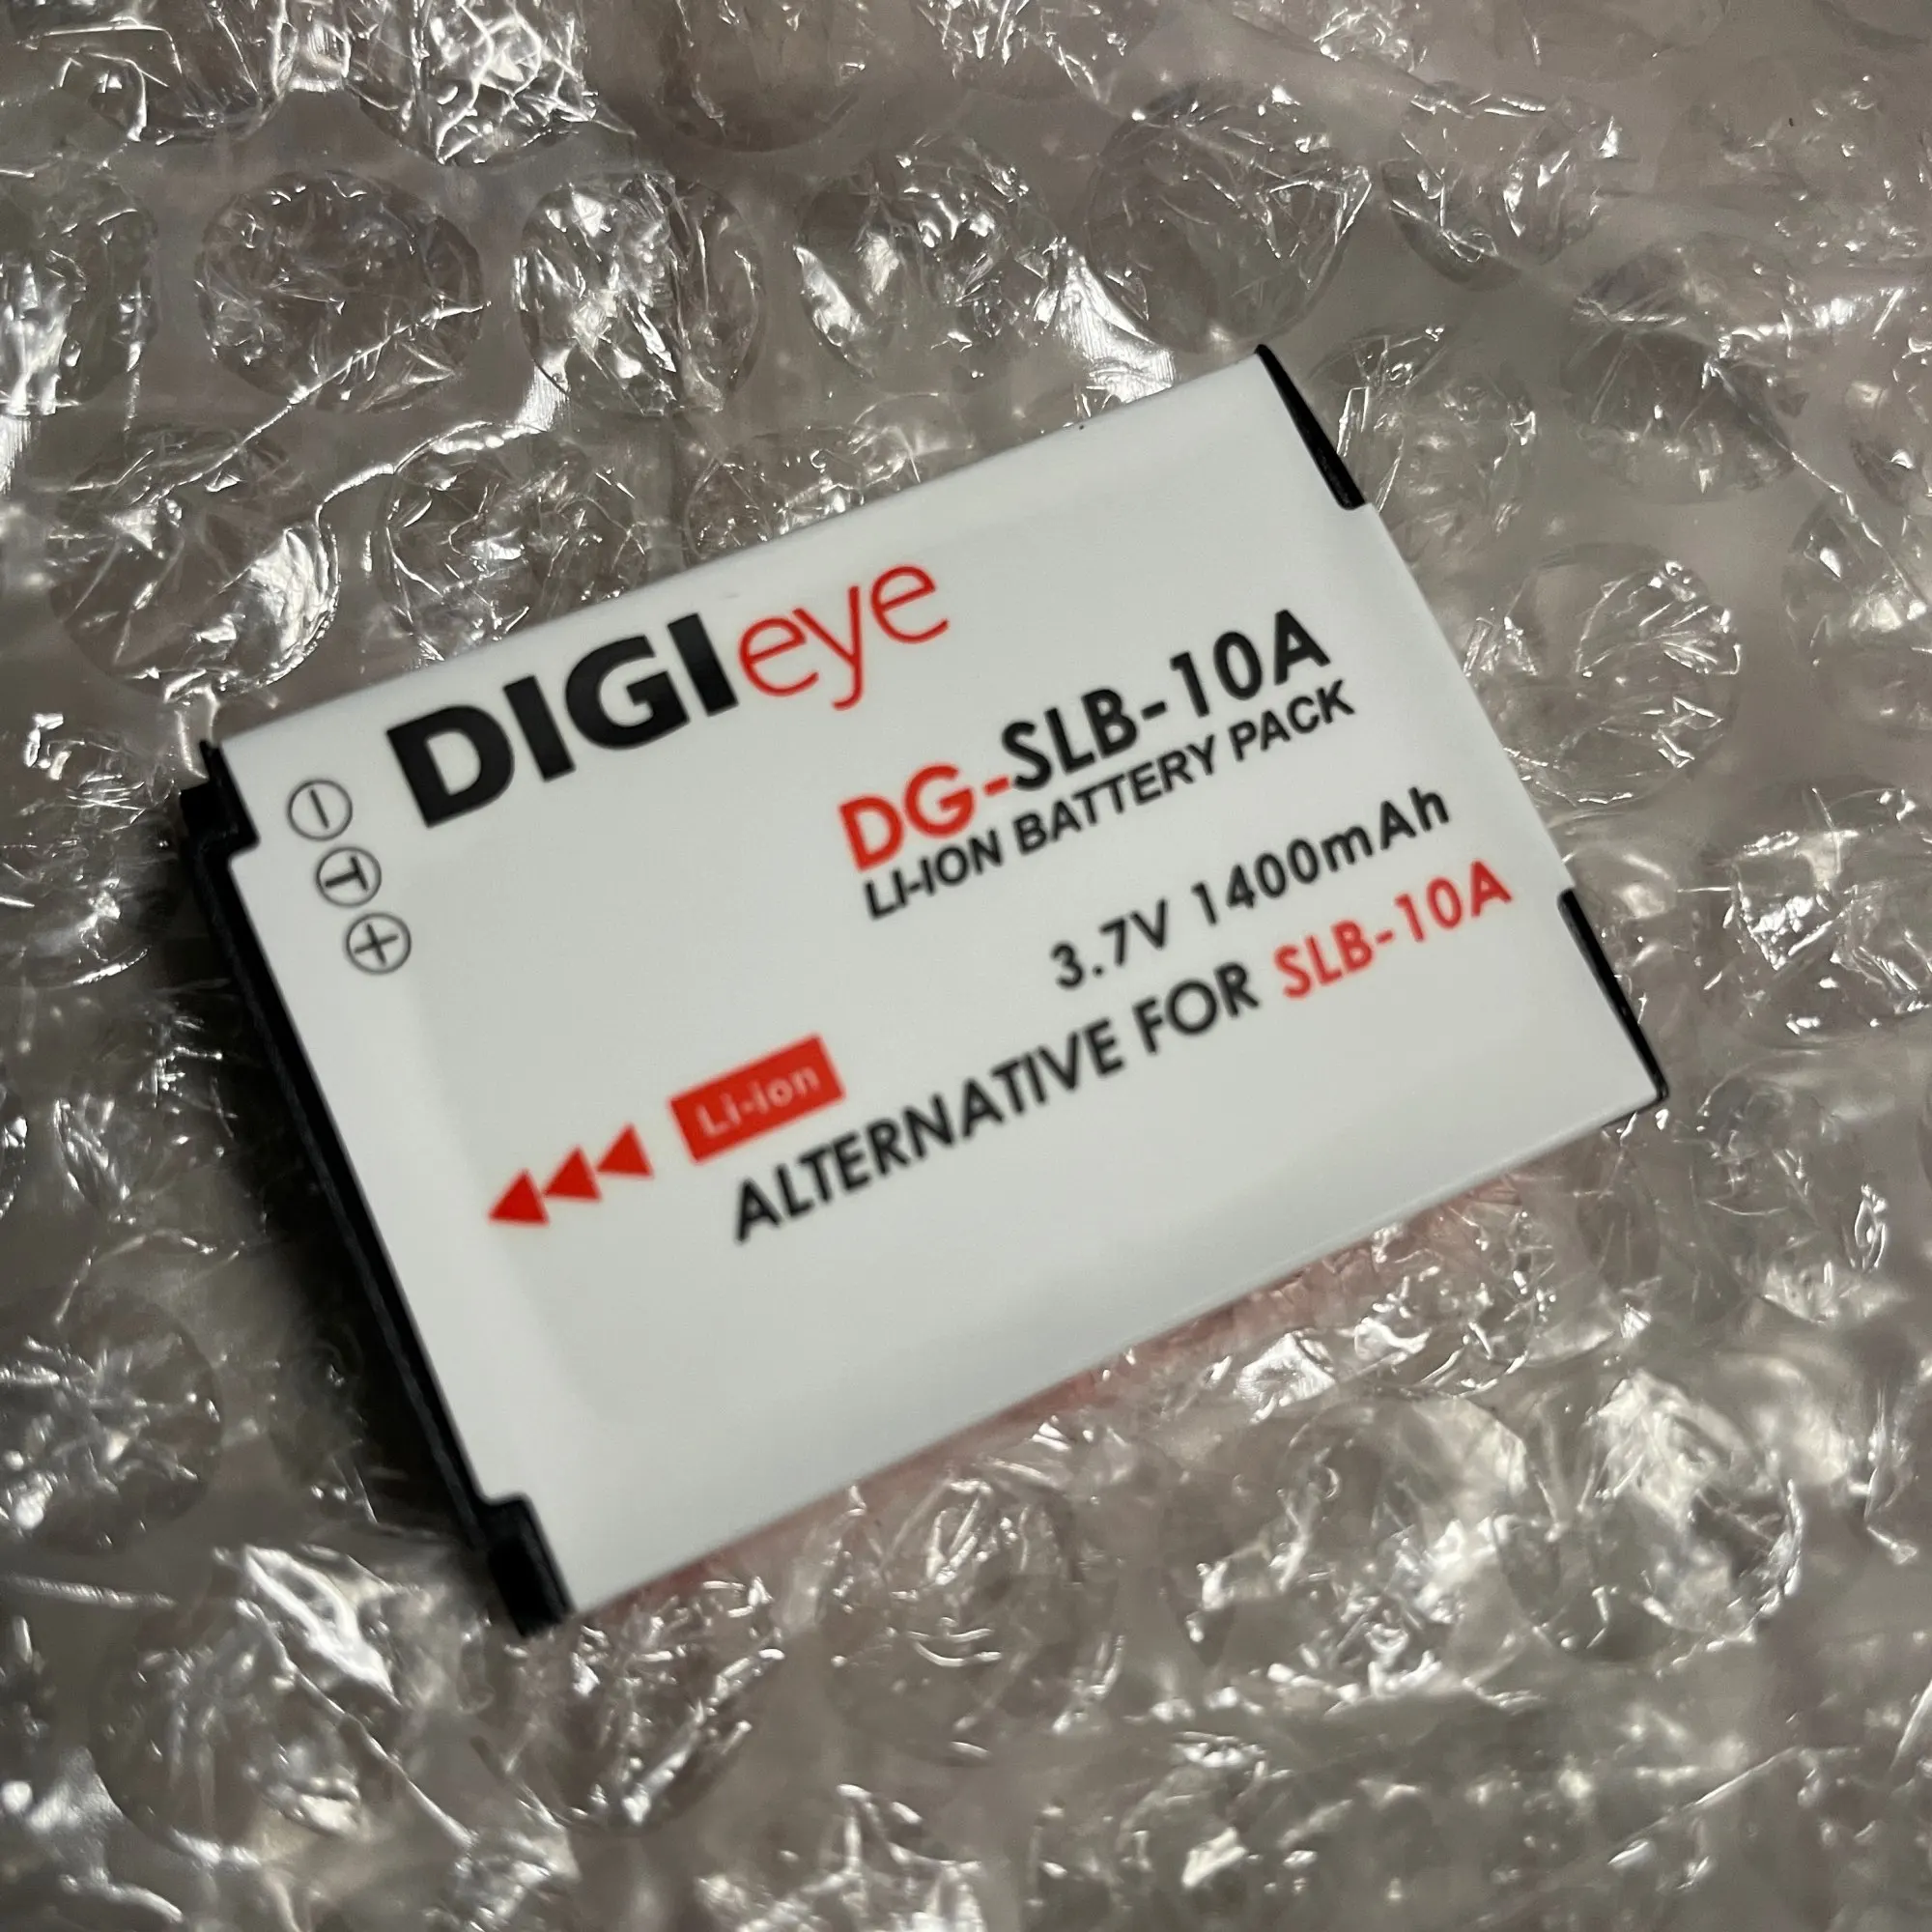 DIGIeye
DG-SLB-10A
LI-ION BATTERY PACK
3.7V 1400mAh
ALTERNATIVE FOR SLB-10A
Li-ion
−
T
+